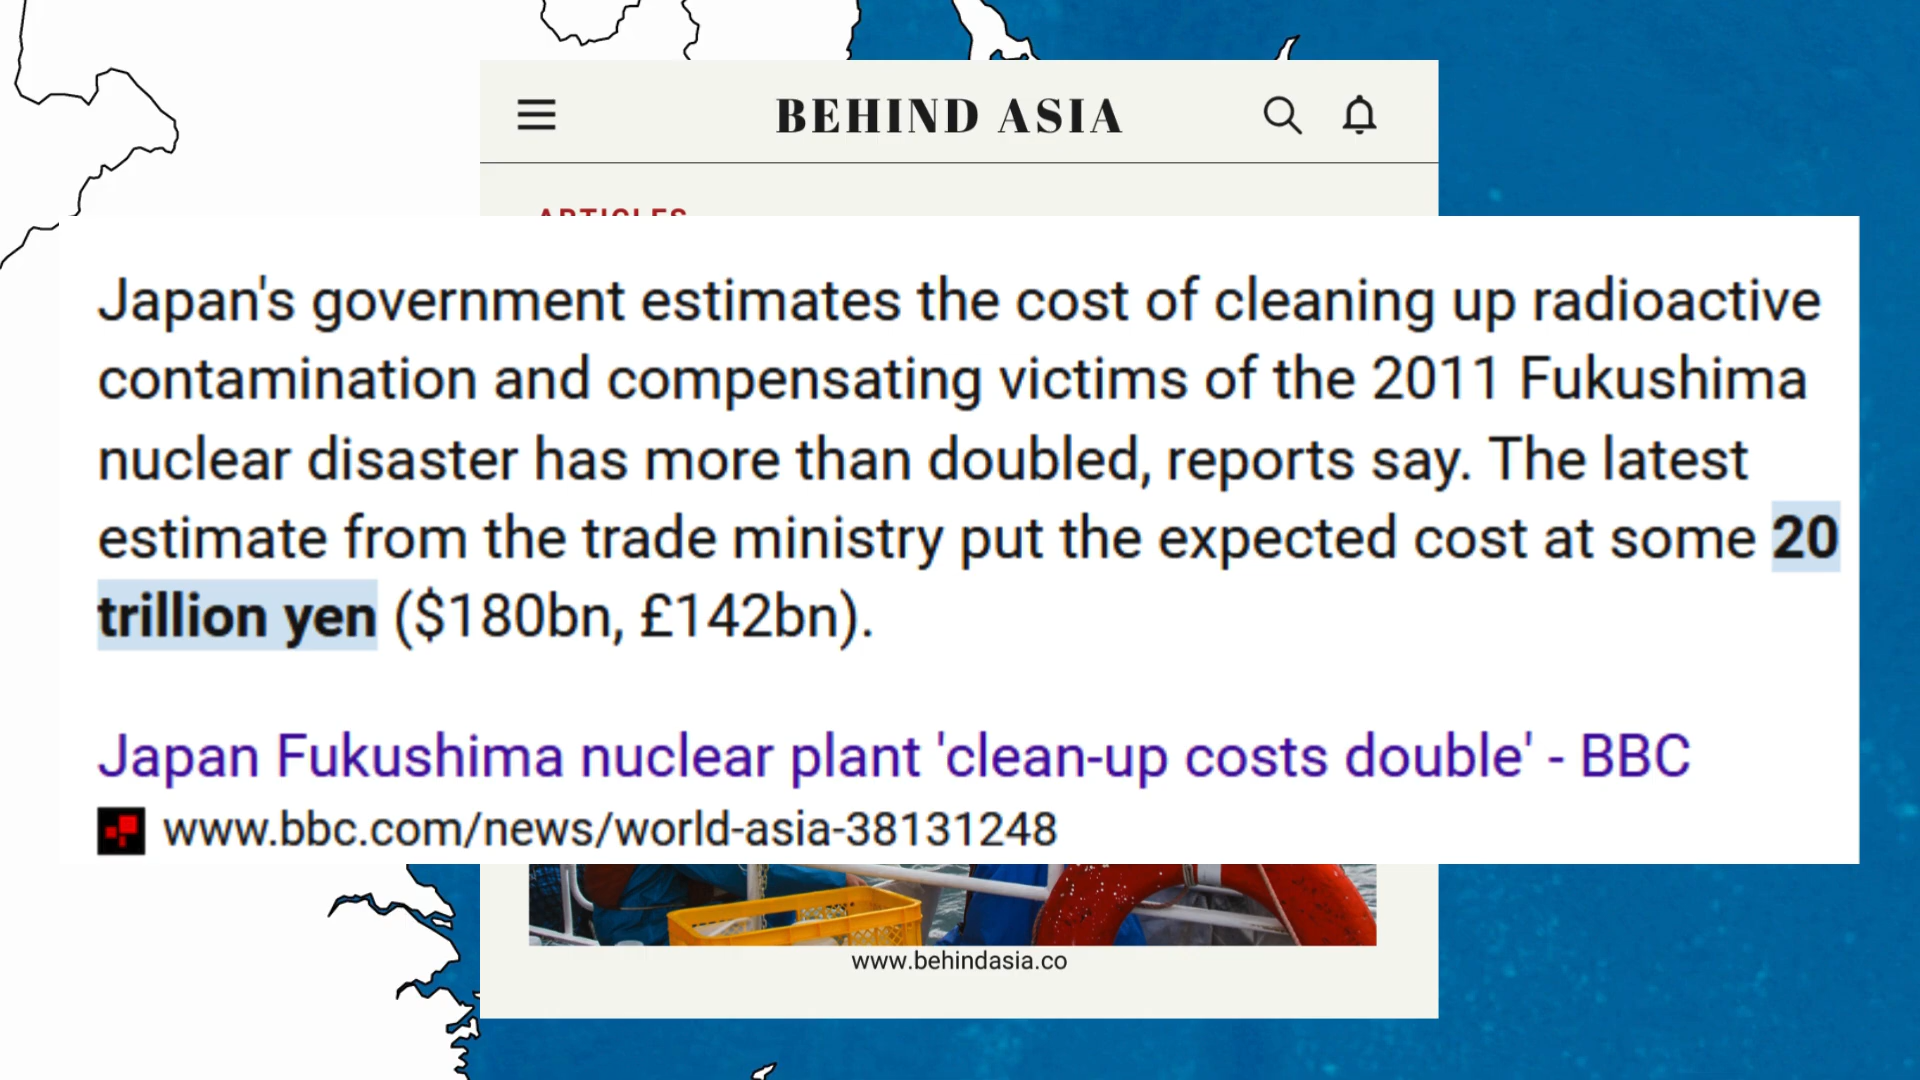 BEHIND ASIA
ARTICLES
Japan's government estimates the cost of cleaning up radioactive
contamination and compensating victims of the 2011 Fukushima
nuclear disaster has more than doubled, reports say. The latest
estimate from the trade ministry put the expected cost at some 20
trillion yen ($180bn, £142bn).
Japan Fukushima nuclear plant 'clean-up costs double' - BBC
www.bbc.com/news/world-asia-38131248
www.behindasia.co